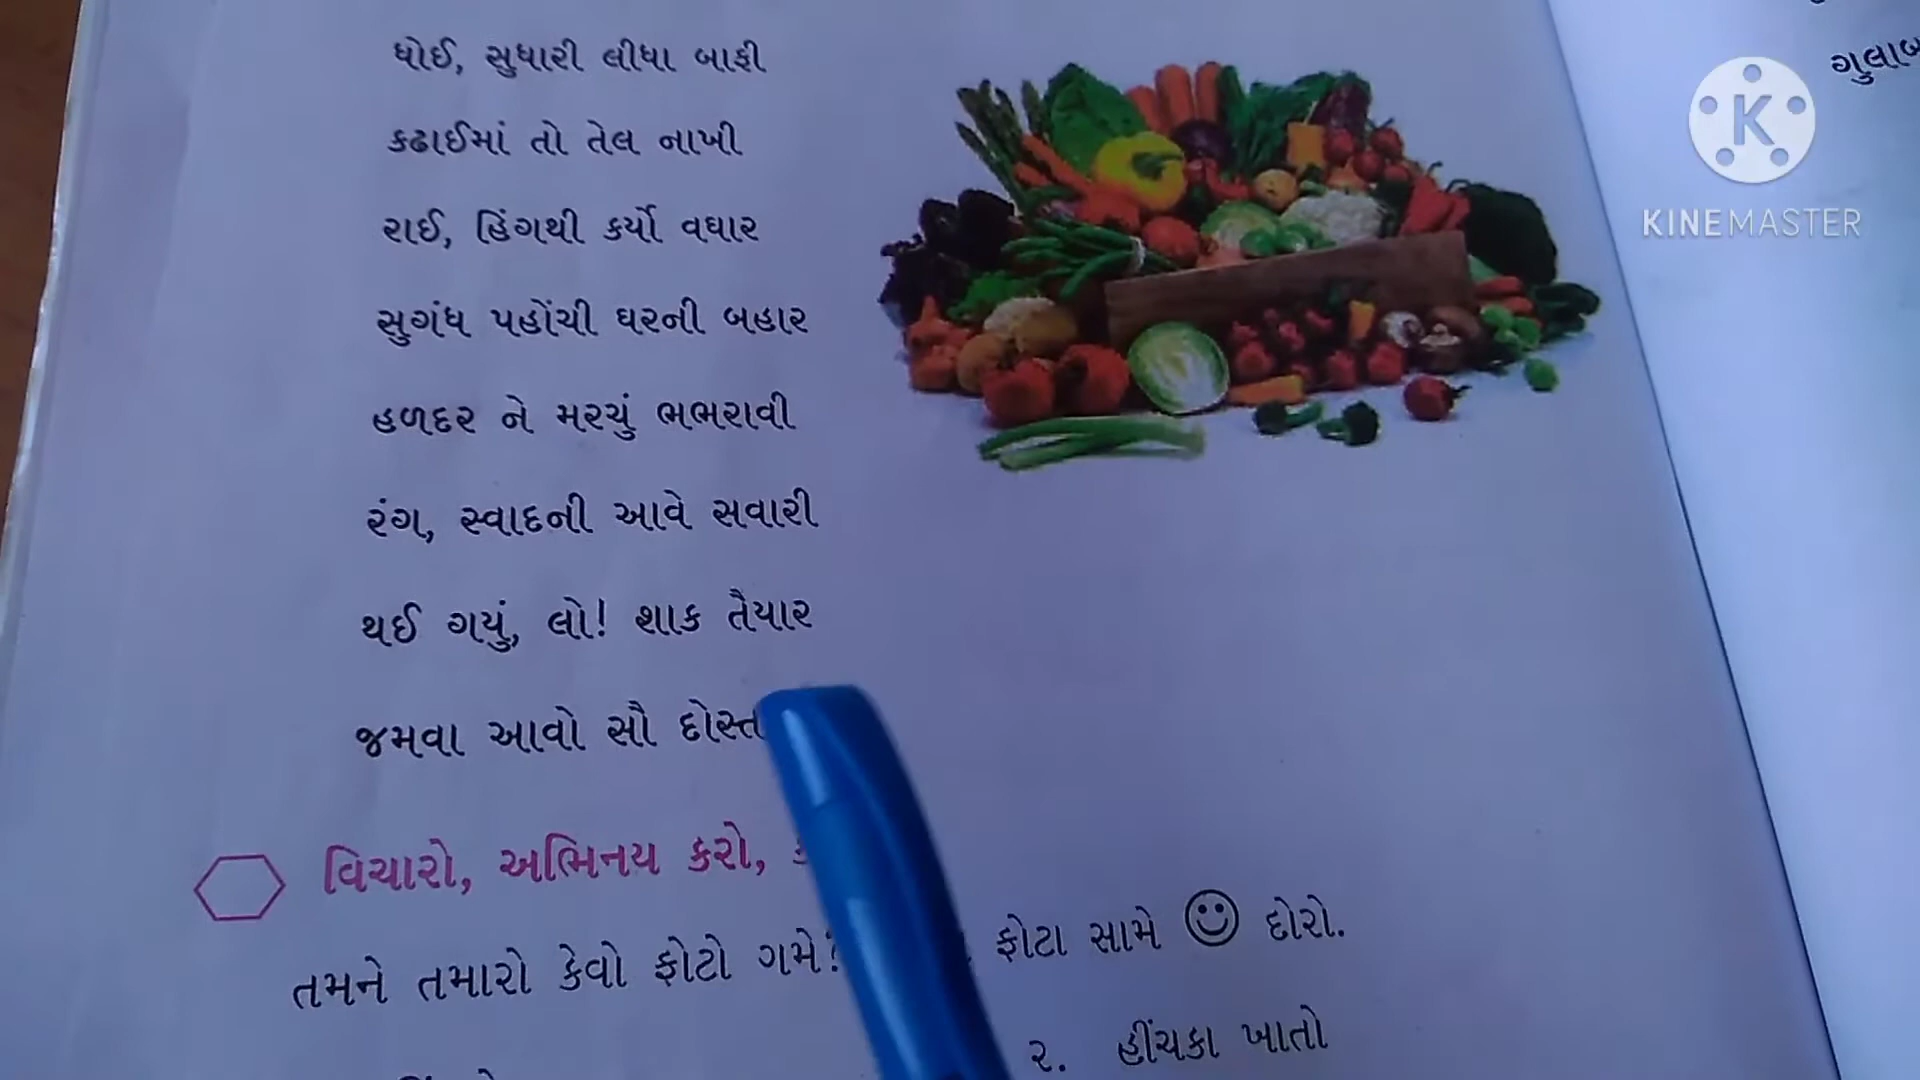 ધોઈ, સુધારી લીધા બાફી
કઢાઈમાં તો તેલ નાખી
રાઈ, હિંગથી કર્યો વઘાર
સુગંધ પહોંચી ઘરની બહાર
હળદર ને મરચું ભભરાવી
રંગ, સ્વાદની આવે સવારી
થઈ ગયું, લો! શાક તૈયાર
જમવા આવો સૌ
વિચારો, અભિનય કરો,
તમને તમારો કેવો ફોટો ગમે? ફોટા સામે ☺ દોરો.
૨. હીંચકા ખાતો
K
KINEMASTER